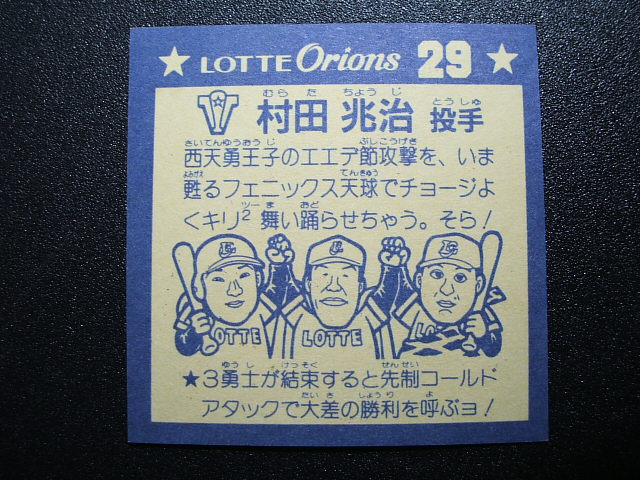 ★ LOTTE Orions 29 ★
村田 兆治 投手
西天勇王子のエエデ節攻撃を、いま
甦るフェニックス天球でチョージよ
くキリ2舞い踊らせちゃう。そら！
LOTTE
LOTTE
LO
★3勇士が結束すると先制コールド
アタックで大差の勝利を呼ぶヨ！